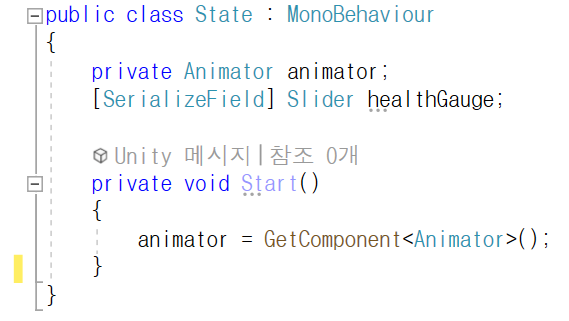 public class State : MonoBehaviour
{
    private Animator animator;
    [SerializeField] Slider healthGauge;

    Unity 메시지|참조 0개
    private void Start()
    {
        animator = GetComponent<Animator>();
    }
}